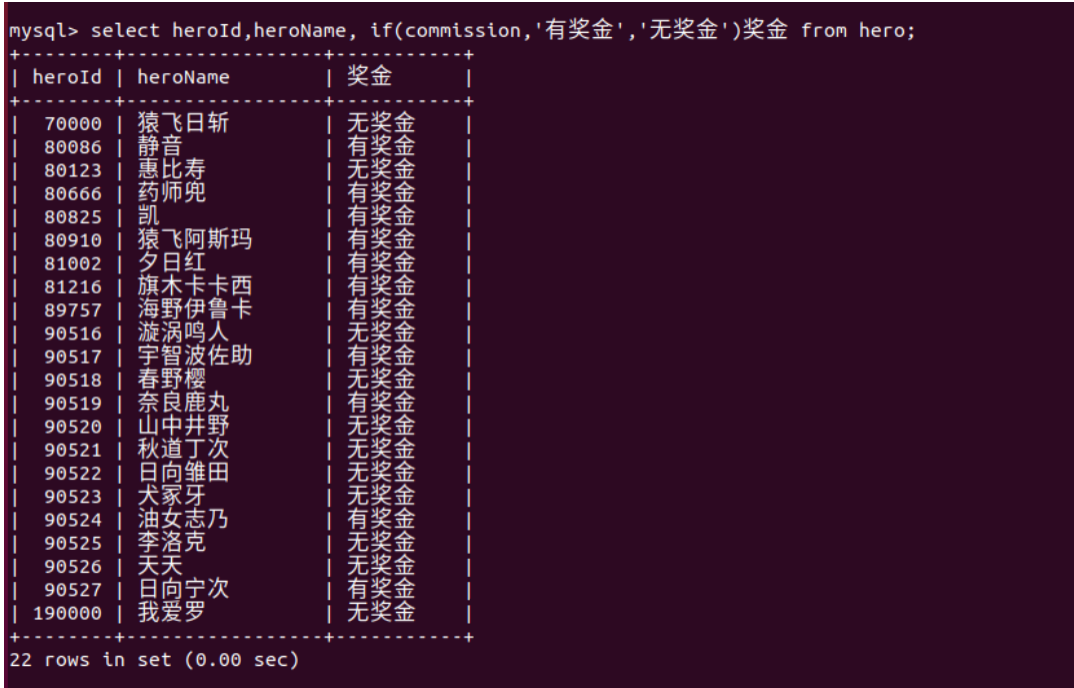 mysql> select heroId,heroName, if(commission,'有奖金','无奖金')奖金 from hero;
+--------+-----------------+-----------+
| heroId | heroName        | 奖金      |
+--------+-----------------+-----------+
|  70000 | 猿飞日斩        | 无奖金    |
|  80086 | 静音            | 有奖金    |
|  80123 | 惠比寿          | 无奖金    |
|  80666 | 药师兜          | 有奖金    |
|  80825 | 凯              | 有奖金    |
|  80910 | 猿飞阿斯玛      | 有奖金    |
|  81002 | 夕日红          | 有奖金    |
|  81216 | 旗木卡卡西      | 有奖金    |
|  89757 | 海野伊鲁卡      | 有奖金    |
|  90516 | 漩涡鸣人        | 无奖金    |
|  90517 | 宇智波佐助      | 有奖金    |
|  90518 | 春野樱          | 无奖金    |
|  90519 | 奈良鹿丸        | 有奖金    |
|  90520 | 山中井野        | 无奖金    |
|  90521 | 秋道丁次        | 无奖金    |
|  90522 | 日向雏田        | 无奖金    |
|  90523 | 犬冢牙          | 无奖金    |
|  90524 | 油女志乃        | 有奖金    |
|  90525 | 李洛克          | 无奖金    |
|  90526 | 天天            | 无奖金    |
|  90527 | 日向宁次        | 有奖金    |
| 190000 | 我爱罗          | 无奖金    |
+--------+-----------------+-----------+
22 rows in set (0.00 sec)